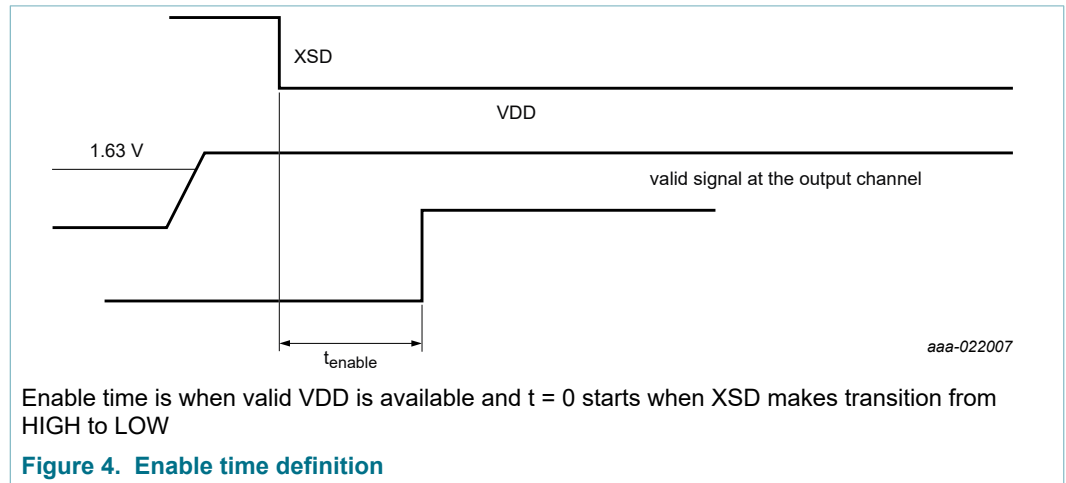 XSD
VDD
1.63 V
valid signal at the output channel
tenable
aaa-022007
Enable time is when valid VDD is available and t = 0 starts when XSD makes transition from
HIGH to LOW
Figure 4. Enable time definition